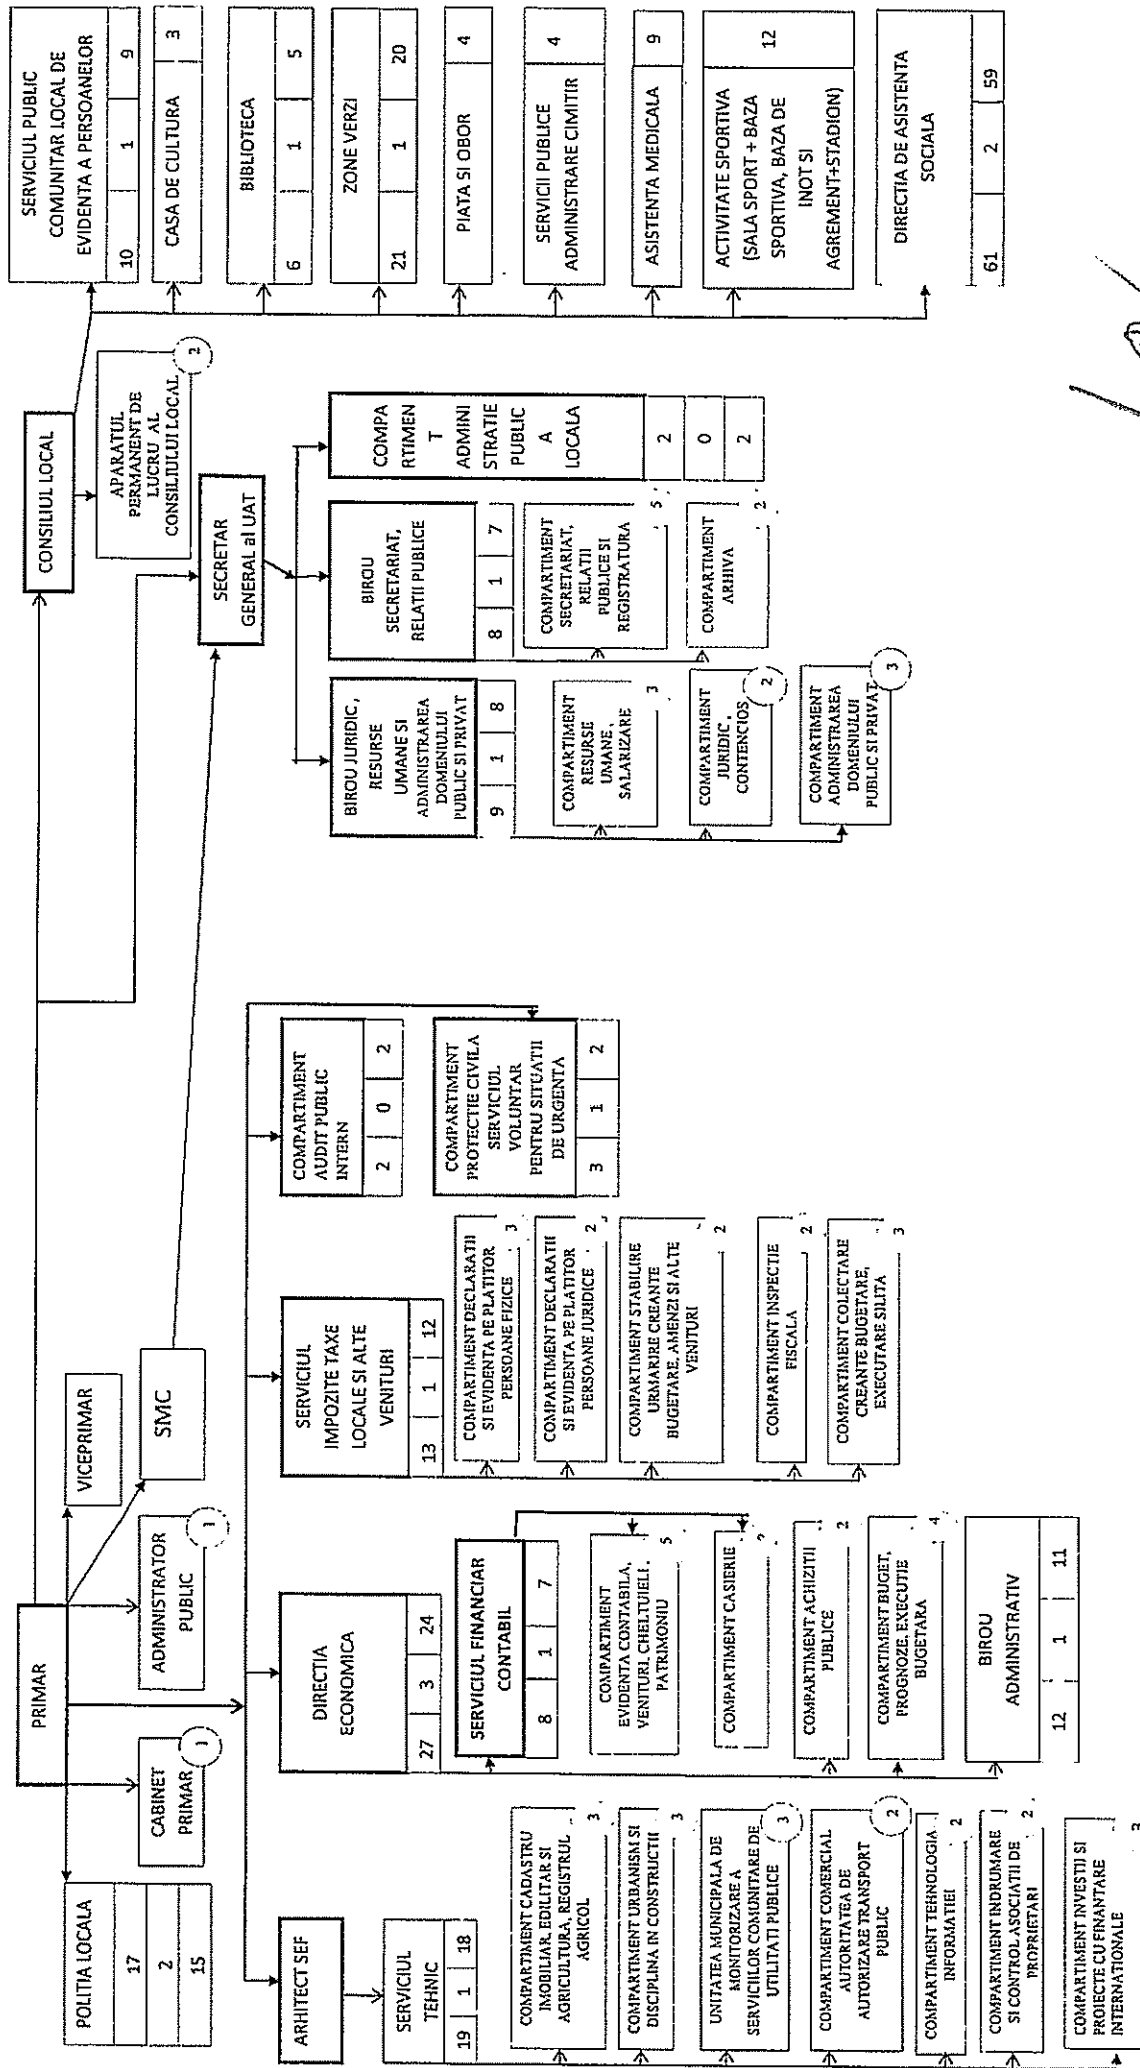 PRIMAR
CONSILIUL LOCAL
POLITIA LOCALA
17
2
15
CABINET
PRIMAR
1
ADMINISTRATOR
PUBLIC
1
VICEPRIMAR
SMC
APARATUL
PERMANENT DE
LUCRU AL
CONSILIULUI LOCAL
2
SECRETAR
GENERAL al UAT
ARHITECT SEF
SERVICIUL
TEHNIC
19 1 18
COMPARTIMENT CADASTRU
IMOBILIAR, EDILITAR SI
AGRICULTURA, REGISTRUL
AGRICOL
3
COMPARTIMENT URBANISM SI
DISCIPLINA IN CONSTRUCTII
3
UNITATEA MUNICIPALA DE
MONITORIZARE A
SERVICIILOR COMUNITARE DE
UTILITATI PUBLICE
3
COMPARTIMENT COMERCIAL
AUTORITATEA DE
AUTORIZARE TRANSPORT
PUBLIC
2
COMPARTIMENT TEHNOLOGIA
INFORMATIEI
2
COMPARTIMENT INDRUMARE
SI CONTROL ASOCIATII DE
PROPRIETARI
2
COMPARTIMENT INVESTII SI
PROIECTE CU FINANTARE
INTERNATIONALE
3
DIRECTIA
ECONOMICA
27 3 24
SERVICIUL FINANCIAR
CONTABIL
8 1 7
COMPARTIMENT
EVIDENTA CONTABILA,
VENITURI, CHELTUIELI,
PATRIMONIU
5
COMPARTIMENT CASIERIE
2
COMPARTIMENT ACHIZITII
PUBLICE
2
COMPARTIMENT BUGET,
PROGNOZE, EXECUTIE
BUGETARA
4
BIROU
ADMINISTRATIV
12 1 11
SERVICIUL
IMPOZITE TAXE
LOCALE SI ALTE
VENITURI
13 1 12
COMPARTIMENT DECLARATII
SI EVIDENTA PE PLATITOR
PERSOANE FIZICE
3
COMPARTIMENT DECLARATII
SI EVIDENTA PE PLATITOR
PERSOANE JURIDICE
2
COMPARTIMENT STABILIRE
URMARIRE CREANTE
BUGETARE, AMENZI SI ALTE
VENITURI
2
COMPARTIMENT INSPECTIE
FISCALA
2
COMPARTIMENT COLECTARE
CREANTE BUGETARE,
EXECUTARE SILITA
3
COMPARTIMENT
AUDIT PUBLIC
INTERN
2 0 2
COMPARTIMENT
PROTECTIE CIVILA
SERVICIUL
VOLUNTAR
PENTRU SITUATII
DE URGENTA
3 1 2
BIROU JURIDIC,
RESURSE
UMANE SI
ADMINISTRAREA
DOMENIULUI
PUBLIC SI PRIVAT
9 1 8
COMPARTIMENT
RESURSE
UMANE,
SALARIZARE
3
COMPARTIMENT
JURIDIC,
CONTENCIOS
2
COMPARTIMENT
ADMINISTRAREA
DOMENIULUI
PUBLIC SI PRIVAT
3
BIROU
SECRETARIAT,
RELATII PUBLICE
8 1 7
COMPARTIMENT
SECRETARIAT,
RELATII
PUBLICE SI
REGISTRATURA
5
COMPARTIMENT
ARHIVA
2
COMPA
RTIMEN
T
ADMINI
STRATIE
PUBLIC
A
LOCALA
2
0
2
SERVICIUL PUBLIC
COMUNITAR LOCAL DE
EVIDENTA A PERSOANELOR
10 1 9
CASA DE CULTURA 3
BIBLIOTECA
6 1 5
ZONE VERZI
21 1 20
PIATA SI OBOR 4
SERVICII PUBLICE
ADMINISTRARE CIMITIR
4
ASISTENTA MEDICALA 9
ACTIVITATE SPORTIVA
(SALA SPORT + BAZA
SPORTIVA, BAZA DE
INOT SI
AGREMENT+STADION)
12
DIRECTIA DE ASISTENTA
SOCIALA
61 2 59